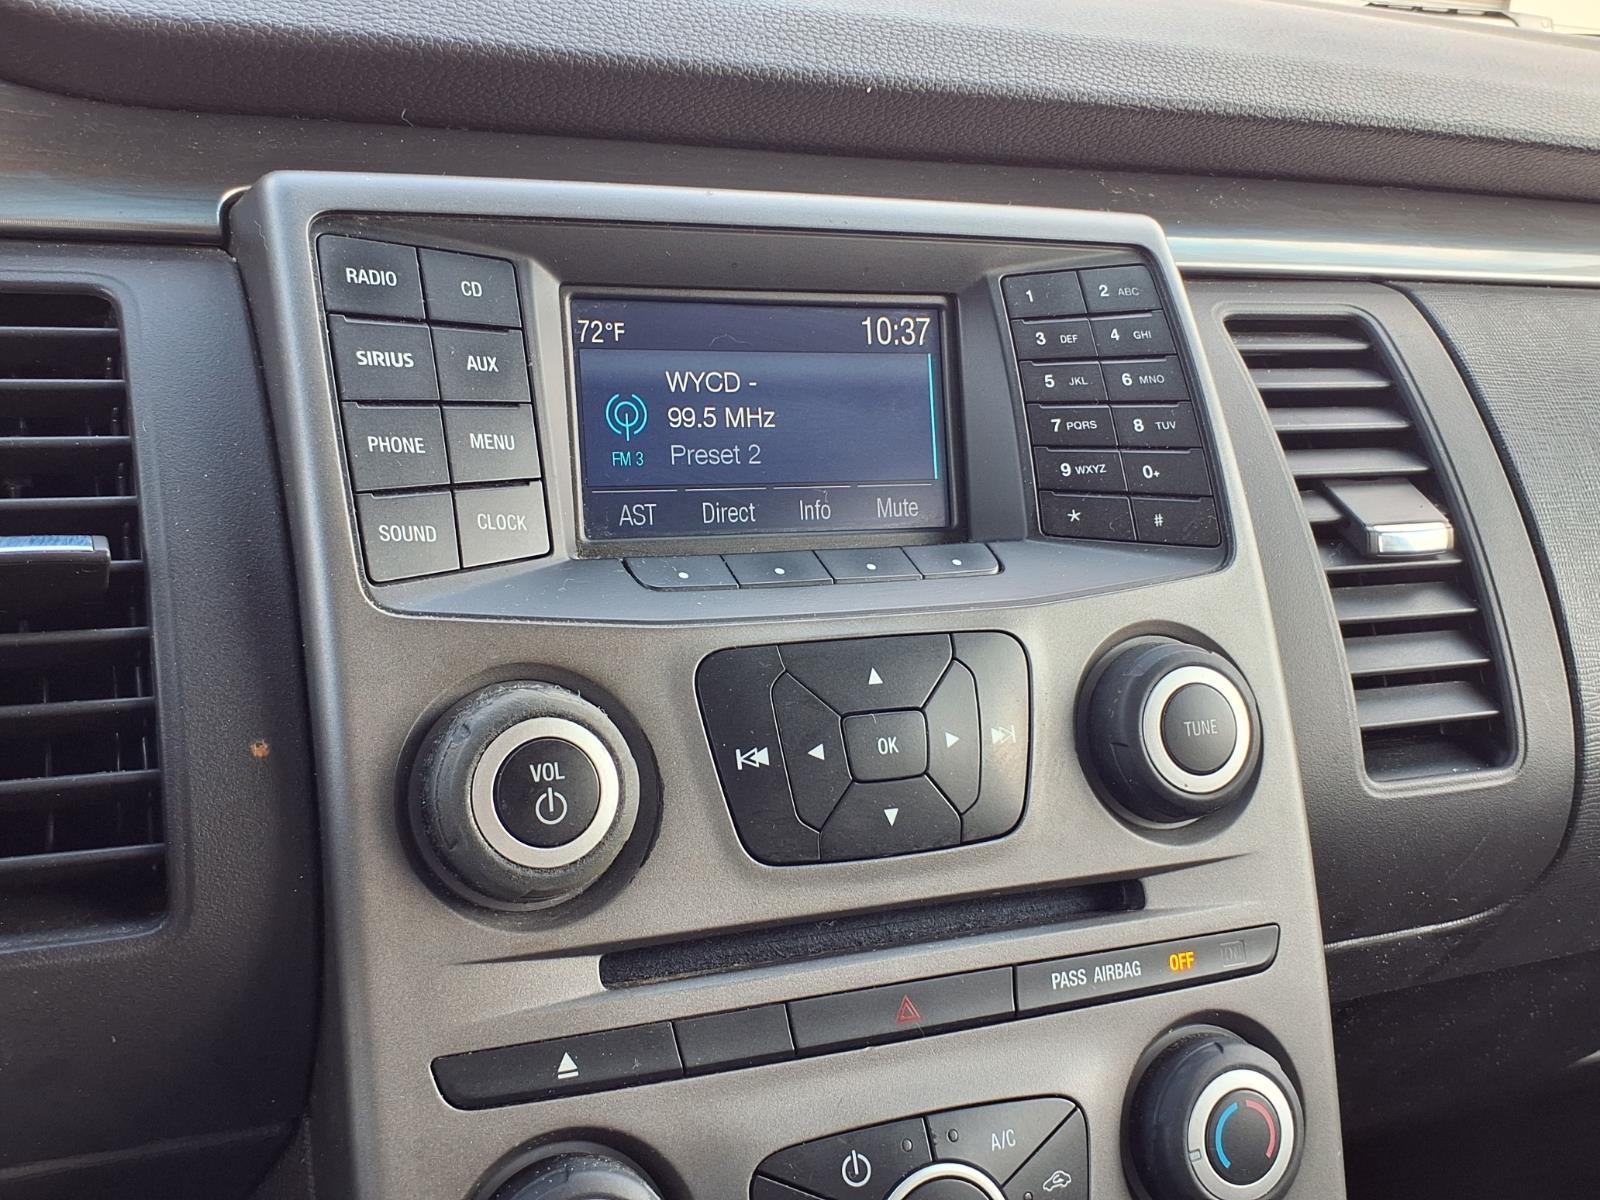 RADIO
CD
SIRIUS
AUX
PHONE
MENU
SOUND
CLOCK
72°F
10:37
WYCD -
99.5 MHz
FM 3
Preset 2
AST Direct Info Mute
1
2 ABC
3 DEF
4 GHI
5 JKL
6 MNO
7 PQRS
8 TUV
9 WXYZ
0+
*
#
VOL
OK
TUNE
PASS AIRBAG OFF
A/C